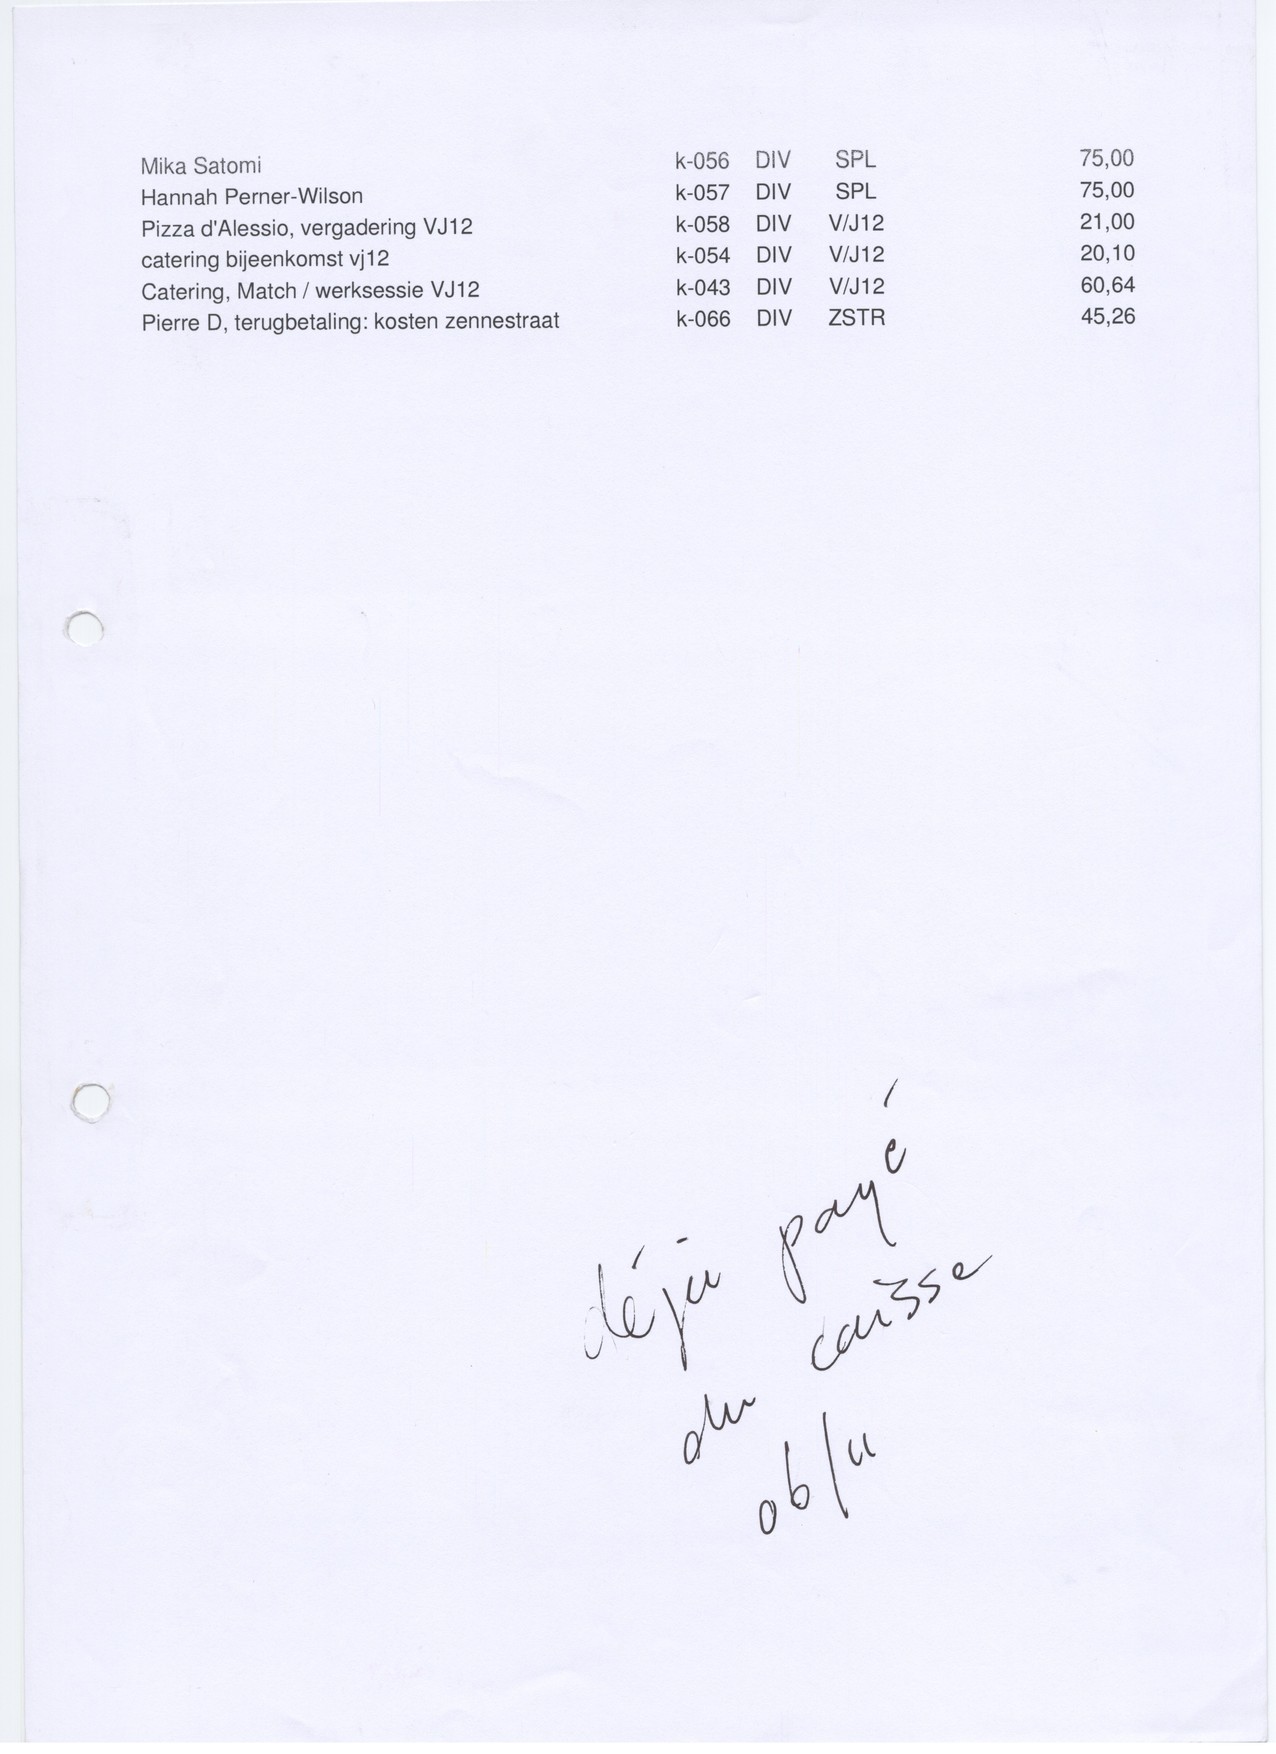 Mika Satomi k-056 DIV SPL 75,00
Hannah Perner-Wilson k-057 DIV SPL 75,00
Pizza d'Alessio, vergadering VJ12 k-058 DIV V/J12 21,00
catering bijeenkomst vj12 k-054 DIV V/J12 20,10
Catering, Match / werksessie VJ12 k-043 DIV V/J12 60,64
Pierre D, terugbetaling: kosten zennestraat k-066 DIV ZSTR 45,26
déjà payé
du caisse
06/11